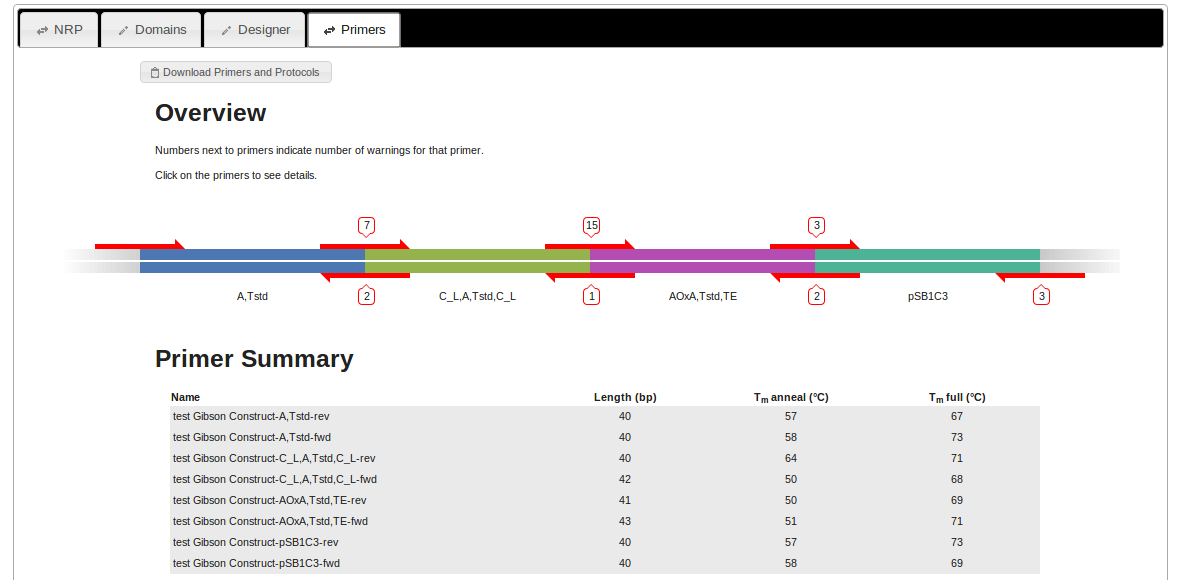 NRP Domains Designer Primers
Download Primers and Protocols
Overview
Numbers next to primers indicate number of warnings for that primer.
Click on the primers to see details.
7 15 3
A,Tstd 2 C_L,A,Tstd,C_L 1 AOxA,Tstd,TE 2 pSB1C3 3
Primer Summary
Name Length (bp) Tm anneal (°C) Tm full (°C)
test Gibson Construct-A,Tstd-rev 40 57 67
test Gibson Construct-A,Tstd-fwd 40 58 73
test Gibson Construct-C_L,A,Tstd,C_L-rev 40 64 71
test Gibson Construct-C_L,A,Tstd,C_L-fwd 42 50 68
test Gibson Construct-AOxA,Tstd,TE-rev 41 50 69
test Gibson Construct-AOxA,Tstd,TE-fwd 43 51 71
test Gibson Construct-pSB1C3-rev 40 57 73
test Gibson Construct-pSB1C3-fwd 40 58 69